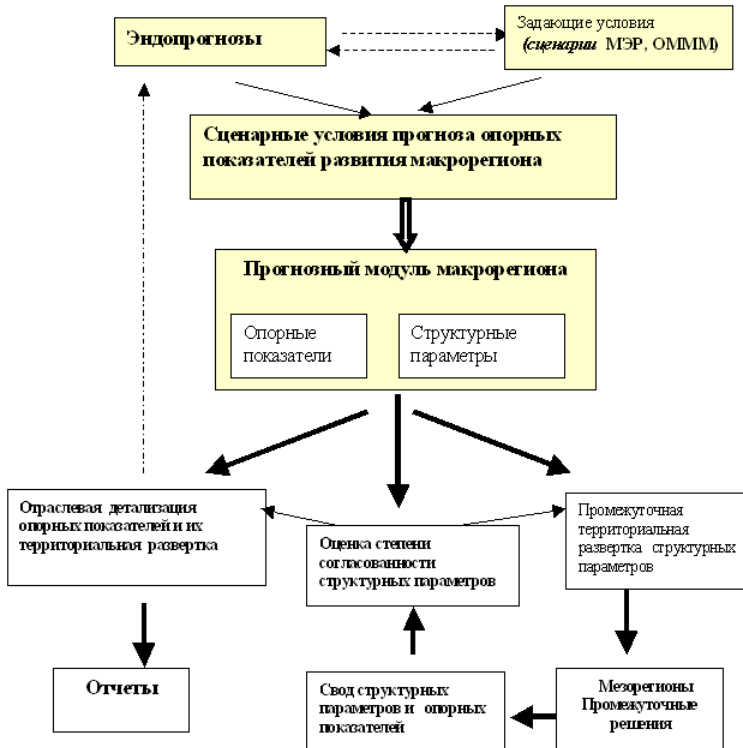 Эндопрогнозы
Задающие условия
(сценарии МЭР, ОМММ)
Сценарные условия прогноза опорных
показателей развития макрорегиона
Прогнозный модуль макрорегиона
Опорные
показатели
Структурные
параметры
Отраслевая детализация
опорных показателей и их
территориальная развертка
Оценка степени
согласованности
структурных параметров
Промежуточная
территориальная
развертка структурных
параметров
Отчеты
Свод структурных
параметров и опорных
показателей
Мезорегионы
Промежуточные
решения